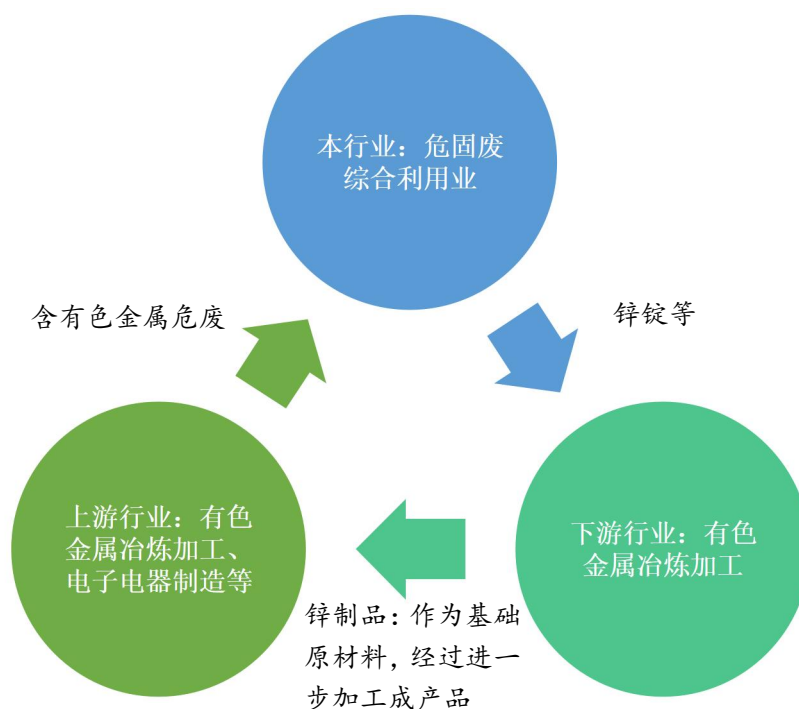 本行业：危固废
综合利用业
含有色金属危废
锌锭等
上游行业：有色
金属冶炼加工、
电子电器制造等
下游行业：有色
金属冶炼加工
锌制品：作为基础
原材料，经过进一
步加工成产品